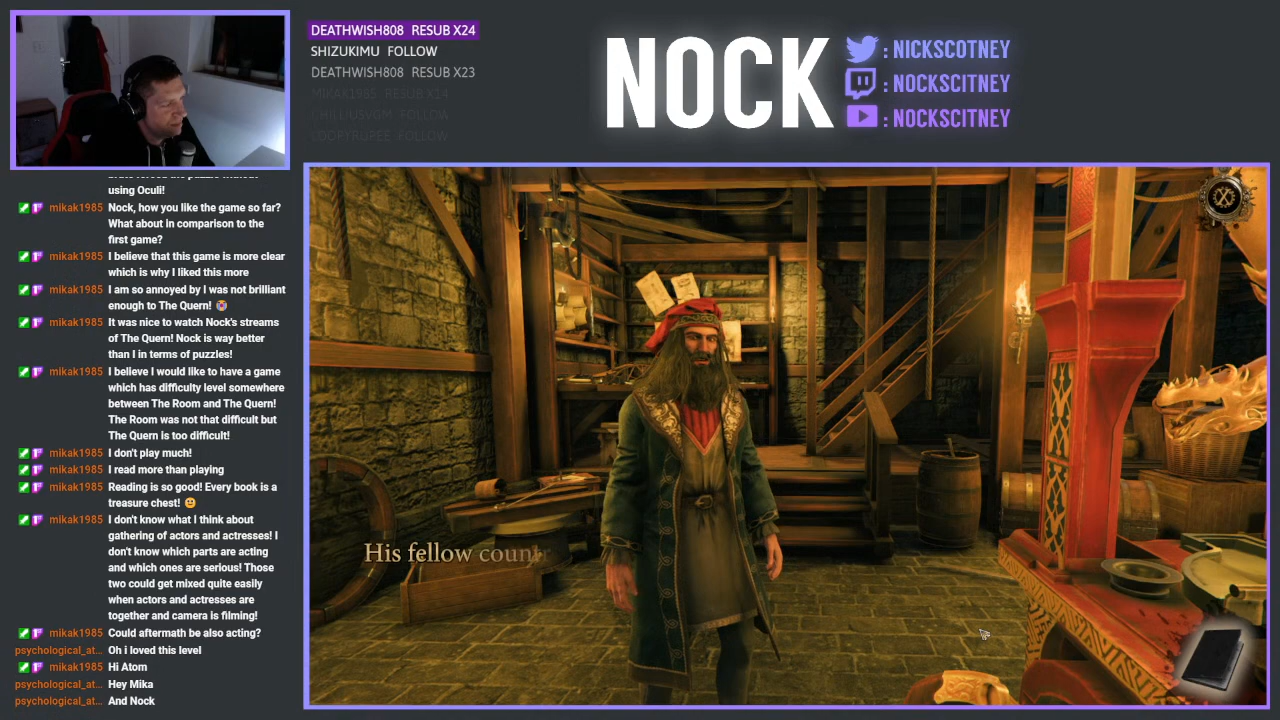 DEATHWISH808 RESUB X24
SHIZUKIMU FOLLOW
DEATHWISH808 RESUB X23
MIKAK1985 RESUB X14
CHILLIUSVGM FOLLOW
LOOPYRUPEE FOLLOW
NOCK
: NICKSCOTNEY
: NOCKSCITNEY
: NOCKSCITNEY
using Oculi!
mikak1985 Nock, how you like the game so far?
What about in comparison to the
first game?
mikak1985 I believe that this game is more clear
which is why I liked this more
mikak1985 I am so annoyed by I was not brilliant
enough to The Quern! 😭
mikak1985 It was nice to watch Nock's streams
of The Quern! Nock is way better
than I in terms of puzzles!
mikak1985 I believe I would like to have a game
which has difficulty level somewhere
between The Room and The Quern!
The Room was not that difficult but
The Quern is too difficult!
mikak1985 I don't play much!
mikak1985 I read more than playing
mikak1985 Reading is so good! Every book is a
treasure chest! 🙂
mikak1985 I don't know what I think about
gathering of actors and actresses! I
don't know which parts are acting
and which ones are serious! Those
two could get mixed quite easily
when actors and actresses are
together and camera is filming!
mikak1985 Could aftermath be also acting?
psychological_at... Oh i loved this level
mikak1985 Hi Atom
psychological_at... Hey Mika
psychological_at... And Nock
His fellow countr